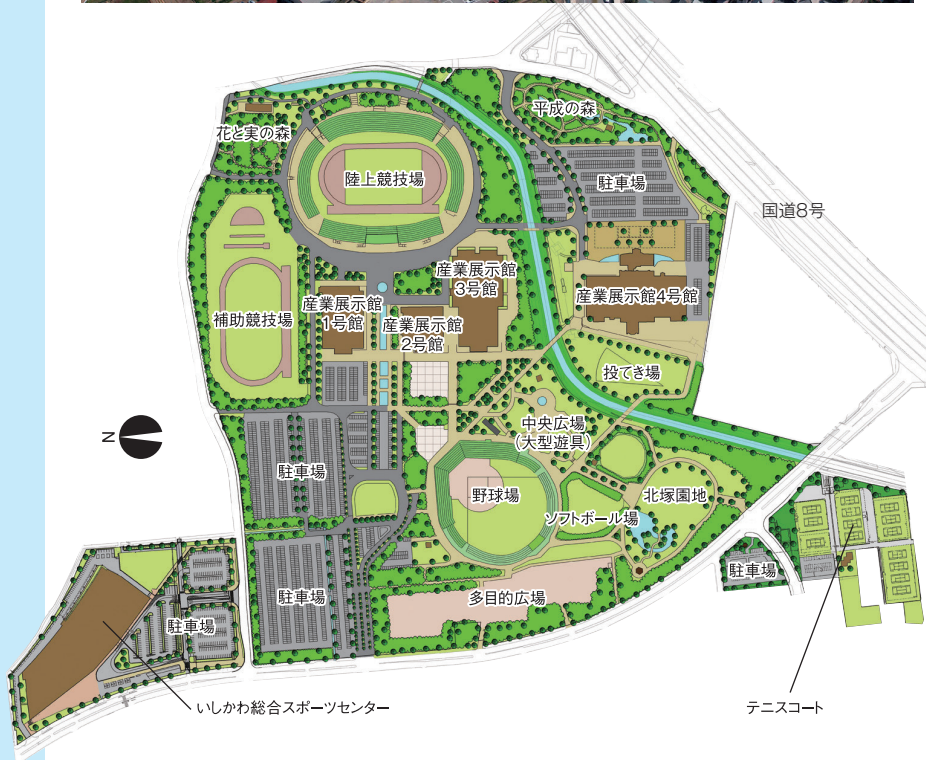 平成の森
花と実の森
陸上競技場
駐車場
国道8号
産業展示館
3号館
産業展示館4号館
産業展示館
1号館
補助競技場
産業展示館
2号館
投てき場
中央広場
(大型遊具)
N
駐車場
野球場
北塚園地
ソフトボール場
駐車場
駐車場
多目的広場
駐車場
いしかわ総合スポーツセンター
テニスコート